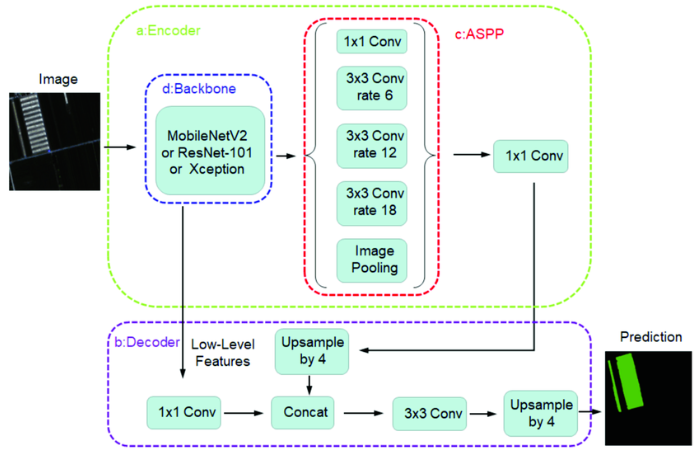 a:Encoder
c:ASPP
Image
d:Backbone
MobileNetV2
or ResNet-101
or Xception
1x1 Conv
3x3 Conv
rate 6
3x3 Conv
rate 12
3x3 Conv
rate 18
Image
Pooling
1x1 Conv
b:Decoder
Low-Level
Features
Upsample
by 4
Prediction
1x1 Conv
Concat
3x3 Conv
Upsample
by 4